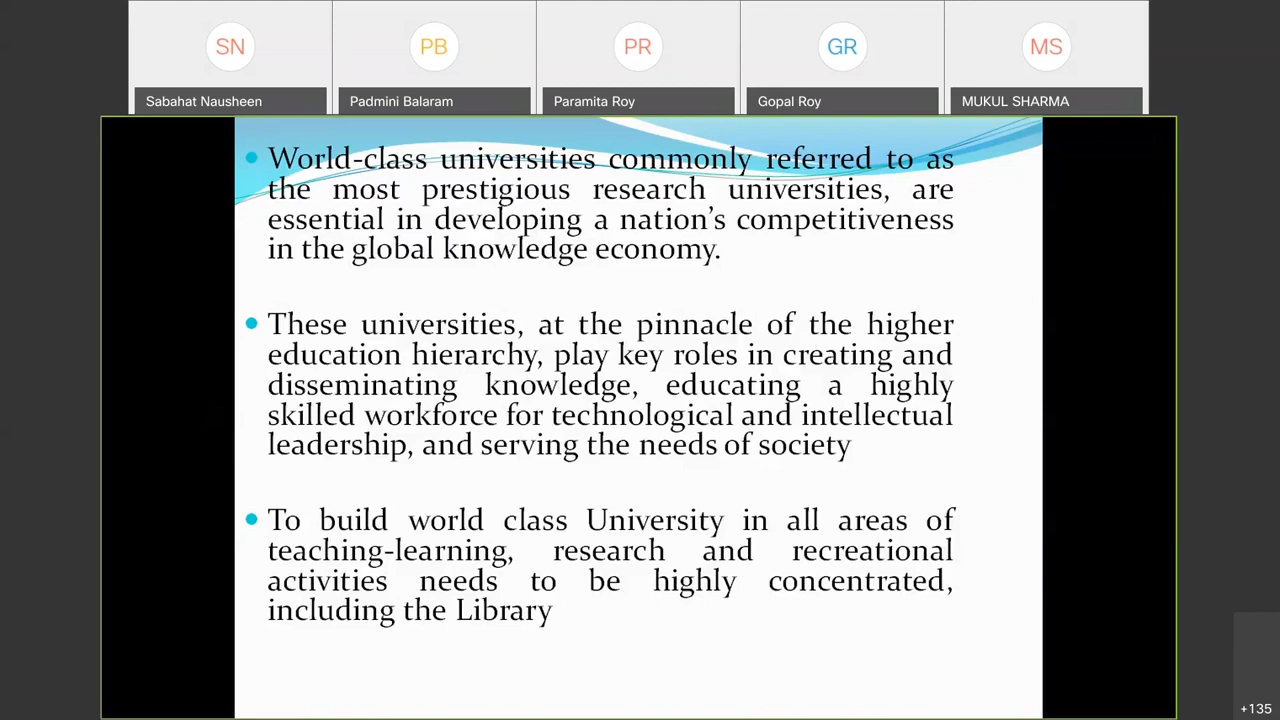 SN PB PR GR MS
Sabahat Nausheen Padmini Balaram Paramita Roy Gopal Roy MUKUL SHARMA
• World-class universities commonly referred to as
the most prestigious research universities, are
essential in developing a nation’s competitiveness
in the global knowledge economy.
• These universities, at the pinnacle of the higher
education hierarchy, play key roles in creating and
disseminating knowledge, educating a highly
skilled workforce for technological and intellectual
leadership, and serving the needs of society
• To build world class University in all areas of
teaching-learning, research and recreational
activities needs to be highly concentrated,
including the Library
+135